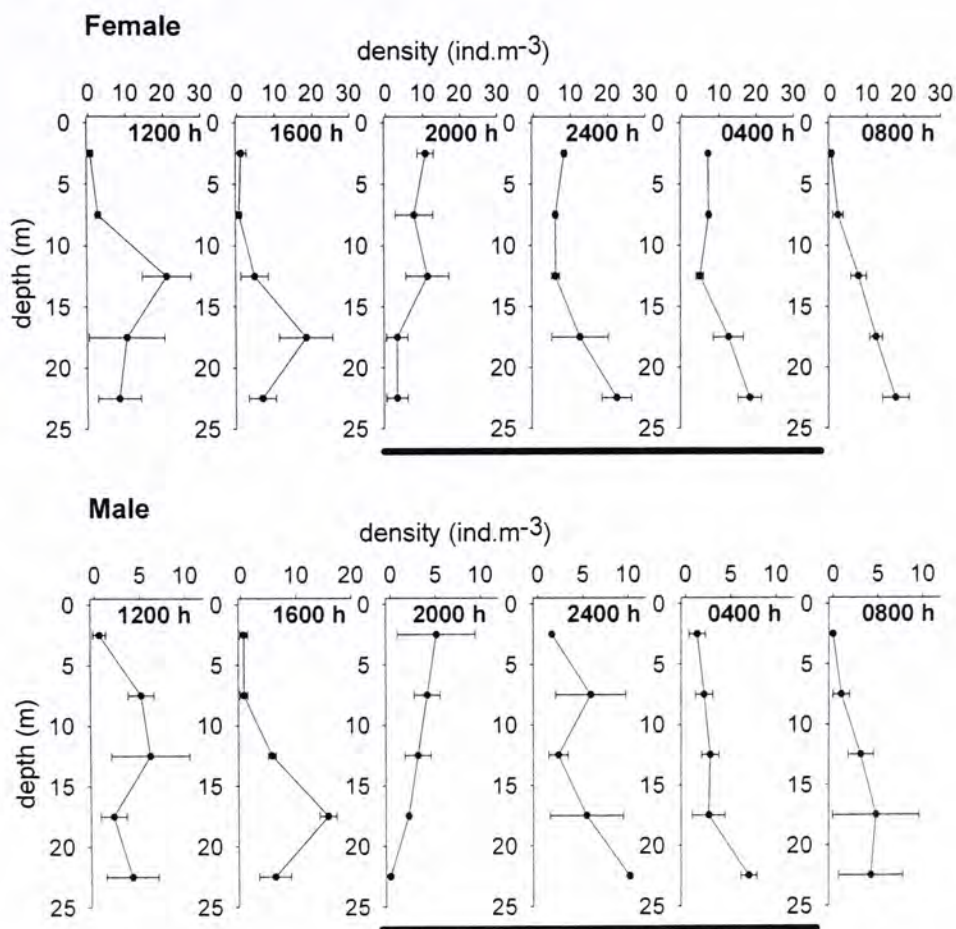 Female
density (ind.m-3)
0 10 20 30 0 10 20 30 0 10 20 30 0 10 20 30 0 10 20 30 0 10 20 30
0 1200 h 0 1600 h 0 2000 h 0 2400 h 0 0400 h 0 0800 h
5 5 5 5 5 5
10 10 10 10 10 10
15 15 15 15 15 15
20 20 20 20 20 20
25 25 25 25 25 25
depth (m)
Male
density (ind.m-3)
0 5 10 0 10 20 0 5 10 0 5 10 0 5 10 0 5 10
0 1200 h 0 1600 h 0 2000 h 0 2400 h 0 0400 h 0 0800 h
5 5 5 5 5 5
10 10 10 10 10 10
15 15 15 15 15 15
20 20 20 20 20 20
25 25 25 25 25 25
depth (m)